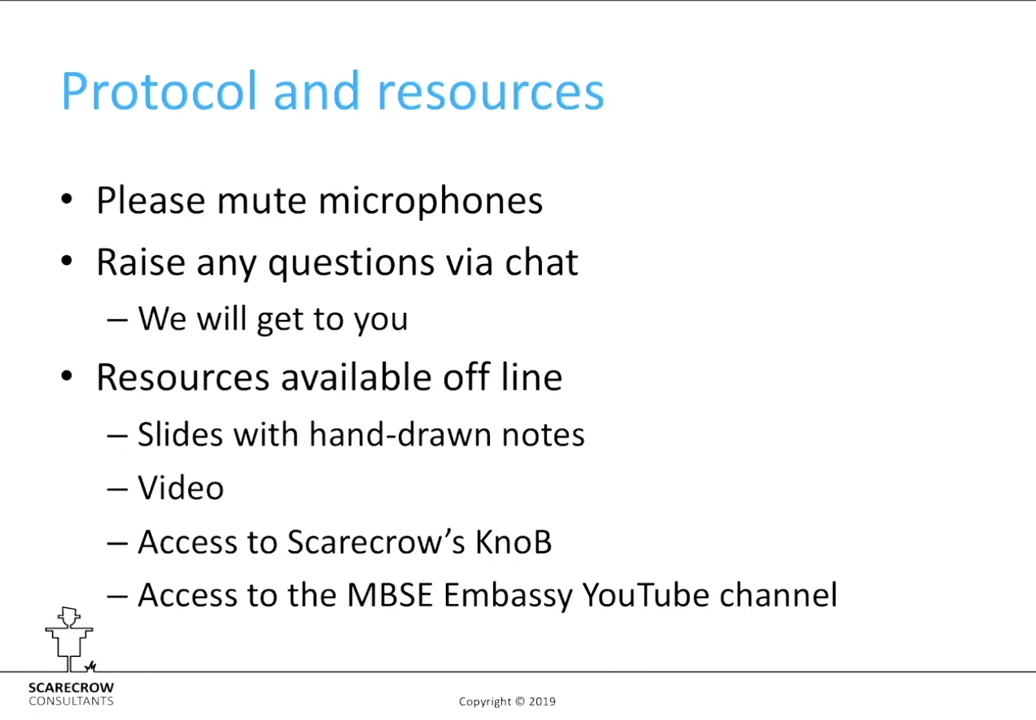 Protocol and resources
• Please mute microphones
• Raise any questions via chat
– We will get to you
• Resources available off line
– Slides with hand-drawn notes
– Video
– Access to Scarecrow’s KnoB
– Access to the MBSE Embassy YouTube channel
SCARECROW
CONSULTANTS
Copyright © 2019